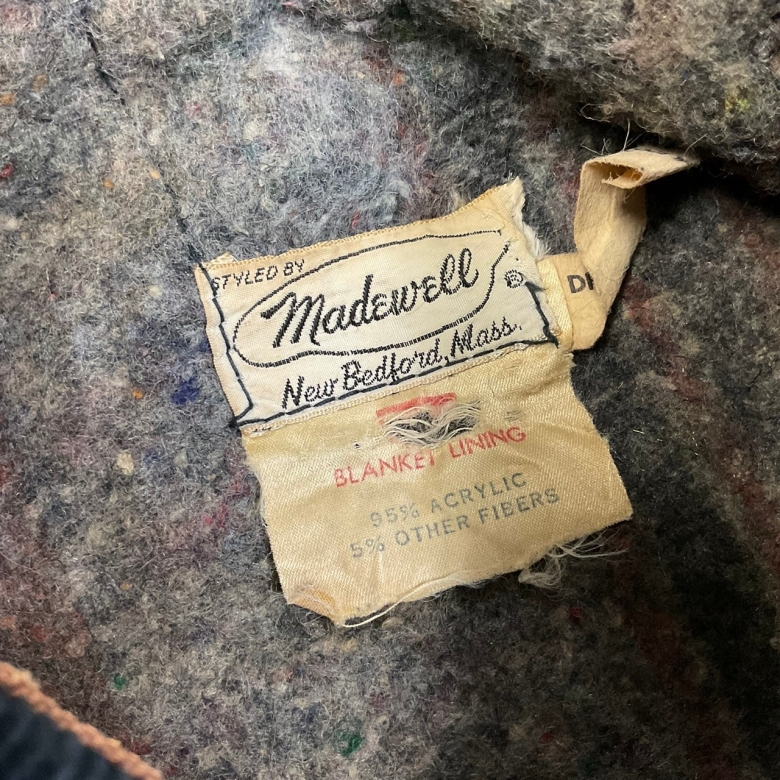 STYLED BY
Madewell ®
New Bedford, Mass.
BLANKET LINING
95% ACRYLIC
5% OTHER FIBERS